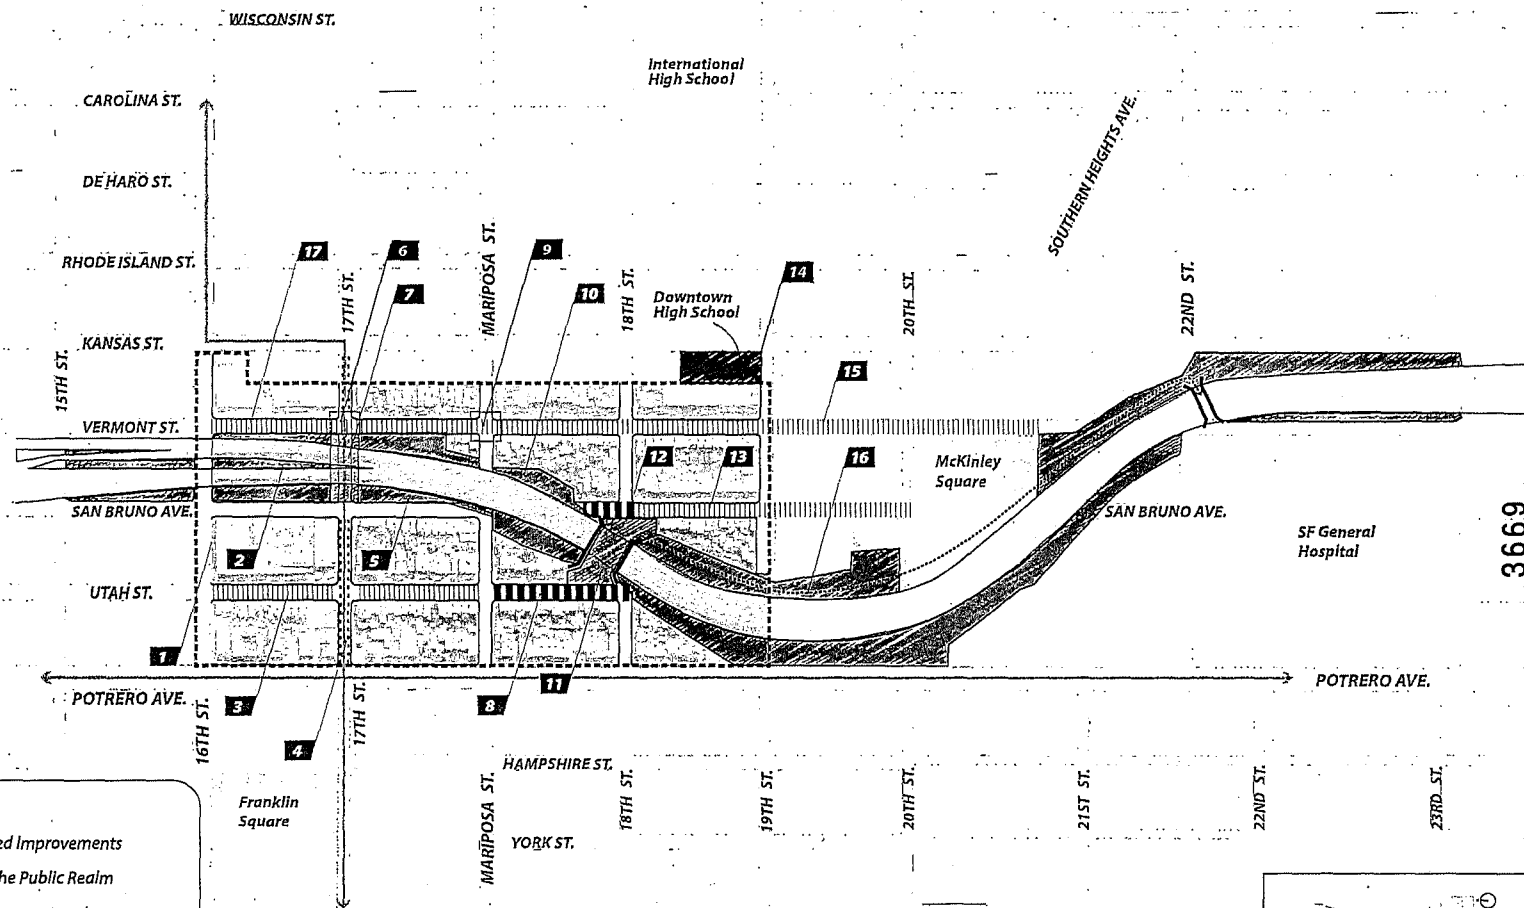 WISCONSIN ST.
International
High School
CAROLINA ST.
SOUTHERN HEIGHTS AVE.
DE HARO ST.
RHODE ISLAND ST.
17
6
9
MARIPOSA ST.
14
7
10
17TH ST.
18TH ST.
Downtown
High School
20TH ST.
22ND ST.
KANSAS ST.
15TH ST.
15
VERMONT ST.
12
13
16
McKinley
Square
SAN BRUNO AVE.
SAN BRUNO AVE.
SF General
Hospital
3669
2
5
UTAH ST.
1
POTRERO AVE.
POTRERO AVE.
3
8
11
4
16TH ST.
17TH ST.
HAMPSHIRE ST.
MARIPOSA ST.
18TH ST.
19TH ST.
20TH ST.
21ST ST.
22ND ST.
23RD ST.
Franklin
Square
YORK ST.
ed Improvements
he Public Realm